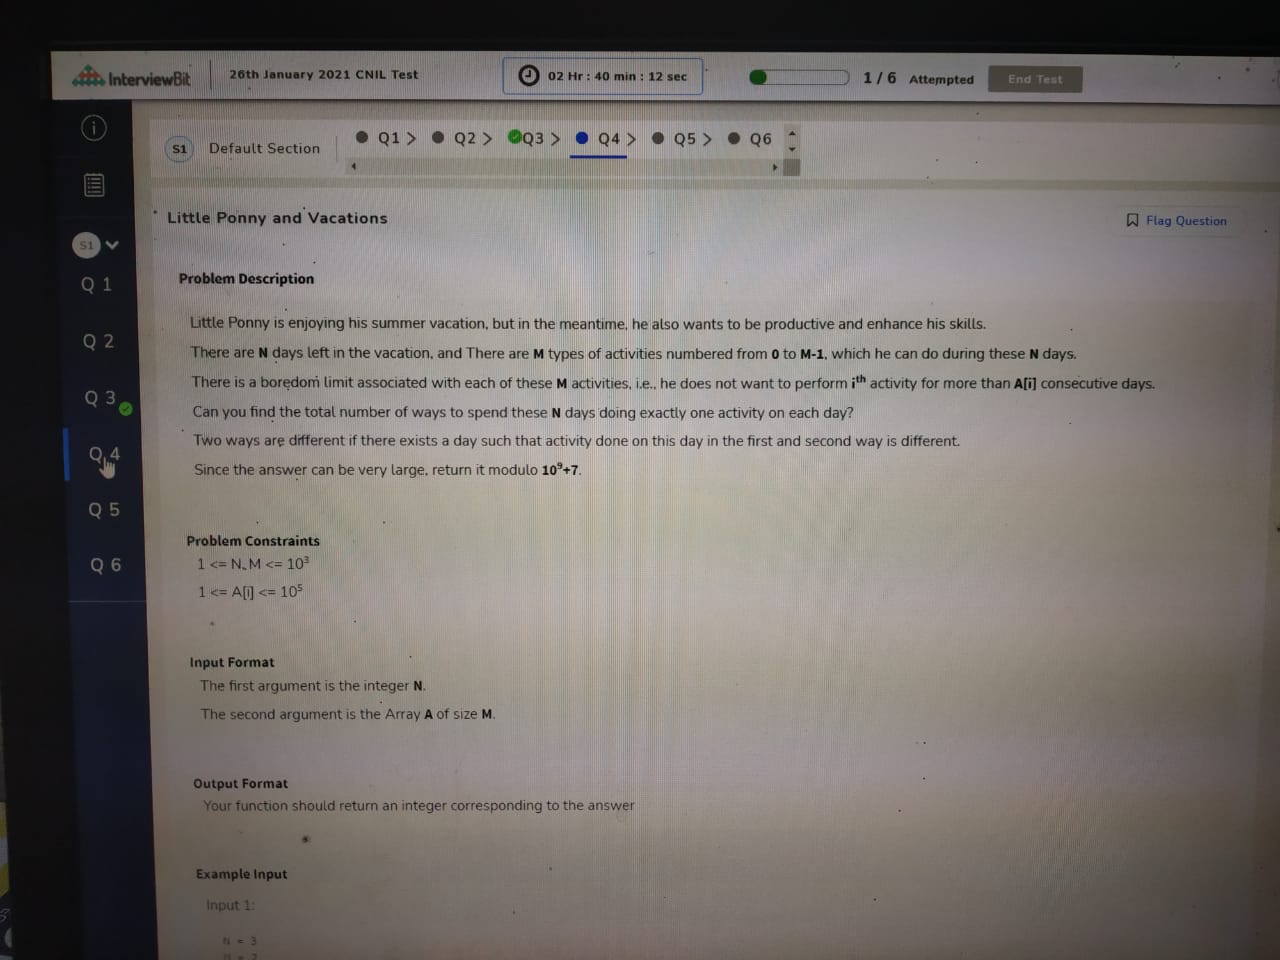 InterviewBit
26th January 2021 CNIL Test
02 Hr : 40 min : 12 sec
1 / 6 Attempted
End Test
S1
Default Section
Q1 > Q2 > Q3 > Q4 > Q5 > Q6
Little Ponny and Vacations
Flag Question
S1
Q 1
Q 2
Q 3
Q 4
Q 5
Q 6
Problem Description
Little Ponny is enjoying his summer vacation, but in the meantime, he also wants to be productive and enhance his skills.
There are N days left in the vacation, and There are M types of activities numbered from 0 to M-1, which he can do during these N days.
There is a boredom limit associated with each of these M activities, i.e., he does not want to perform iᵗʰ activity for more than A[i] consecutive days.
Can you find the total number of ways to spend these N days doing exactly one activity on each day?
Two ways are different if there exists a day such that activity done on this day in the first and second way is different.
Since the answer can be very large, return it modulo 10⁹+7.
Problem Constraints
1 <= N, M <= 10³
1 <= A[i] <= 10⁵
Input Format
The first argument is the integer N.
The second argument is the Array A of size M.
Output Format
Your function should return an integer corresponding to the answer
Example Input
Input 1:
N = 3